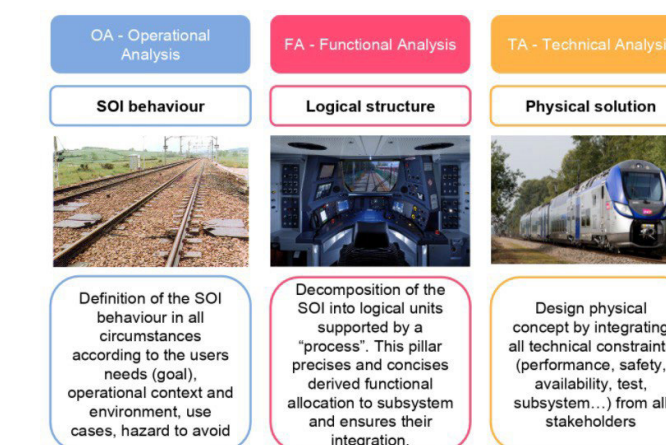 OA - Operational
Analysis
FA - Functional Analysis
TA - Technical Analysi
SOI behaviour
Logical structure
Physical solution
Definition of the SOI
behaviour in all
circumstances
according to the users
needs (goal),
operational context and
environment, use
cases, hazard to avoid
Decomposition of the
SOI into logical units
supported by a
“process”. This pillar
precises and concises
derived functional
allocation to subsystem
and ensures their
integration.
Design physical
concept by integrating
all technical constraint
(performance, safety,
availability, test,
subsystem...) from all
stakeholders